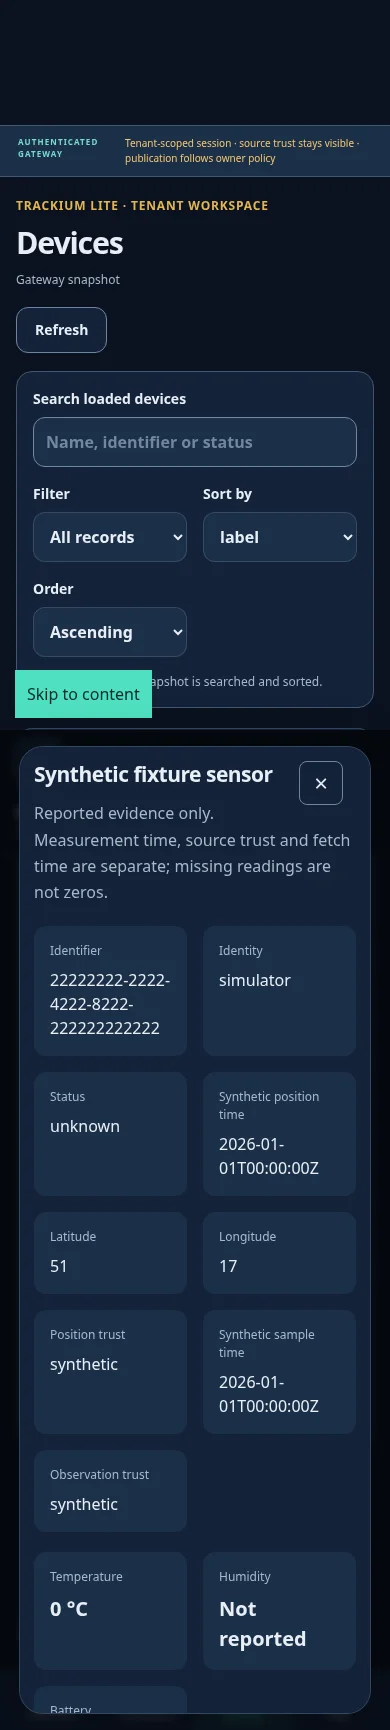 AUTHENTICATED
GATEWAY
Tenant-scoped session · source trust stays visible ·
publication follows owner policy
TRACKIUM LITE · TENANT WORKSPACE
Devices
Gateway snapshot
Refresh
Search loaded devices
Name, identifier or status
Filter
Sort by
All records
label
Order
Ascending
Skip to content
is searched and sorted.
Synthetic fixture sensor
×
Reported evidence only.
Measurement time, source trust and fetch
time are separate; missing readings are
not zeros.
Identifier
22222222-2222-
4222-8222-
222222222222
Identity
simulator
Status
unknown
Synthetic position
time
2026-01-
01T00:00:00Z
Latitude
51
Longitude
17
Position trust
synthetic
Synthetic sample
time
2026-01-
01T00:00:00Z
Observation trust
synthetic
Temperature
0 °C
Humidity
Not
reported
Battery